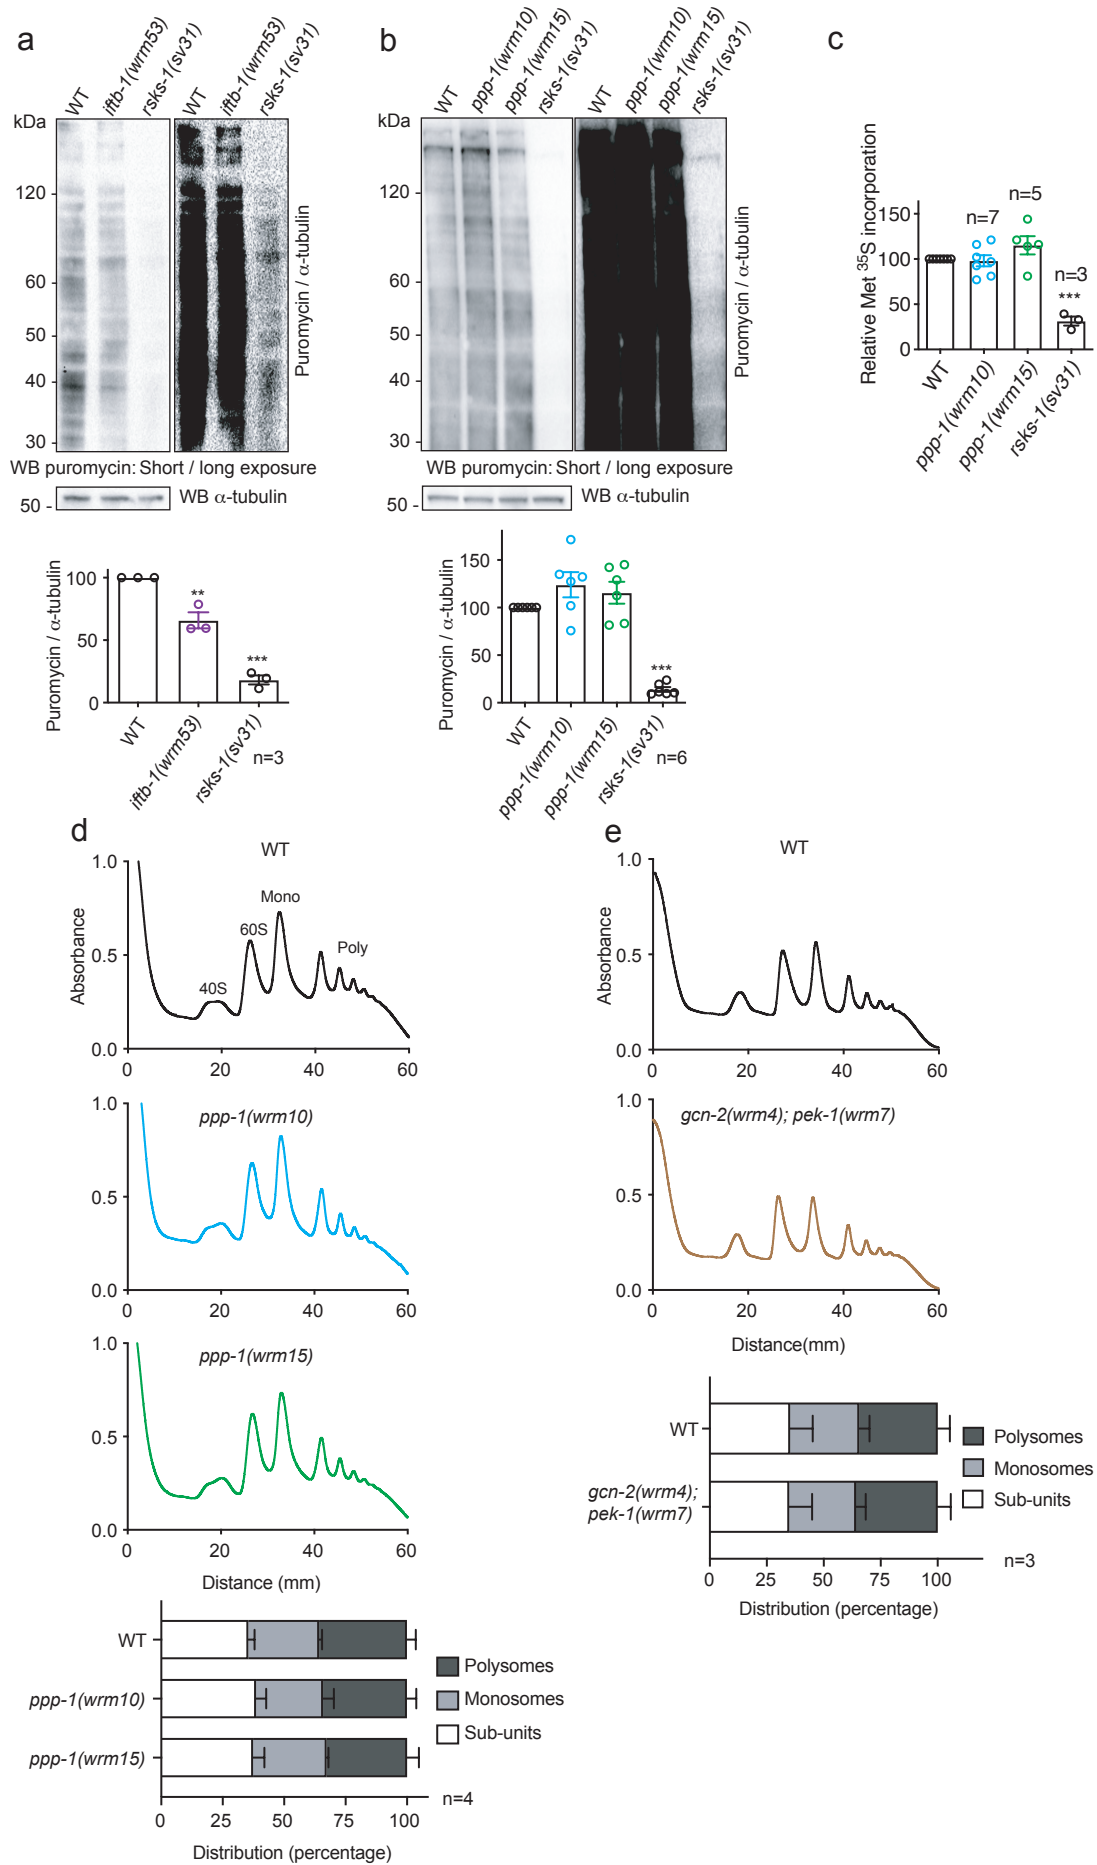 a
WT
iftb-1(wrm53)
rsks-1(sv31)
WT
iftb-1(wrm53)
rsks-1(sv31)
kDa
120
60
50
40
30
Puromycin / α-tubulin
WB puromycin: Short / long exposure
50
WB α-tubulin
Puromycin / α-tubulin
100
50
0
**
***
WT
iftb-1(wrm53)
rsks-1(sv31)
n=3
b
WT
ppp-1(wrm10)
ppp-1(wrm15)
rsks-1(sv31)
WT
ppp-1(wrm10)
ppp-1(wrm15)
rsks-1(sv31)
kDa
120
60
50
40
30
Puromycin / α-tubulin
WB puromycin: Short / long exposure
50
WB α-tubulin
Puromycin / α-tubulin
150
100
50
0
***
WT
ppp-1(wrm10)
ppp-1(wrm15)
rsks-1(sv31)
n=6
c
Relative Met ³⁵S incorporation
150
100
50
0
n=7
n=5
n=3
***
WT
ppp-1(wrm10)
ppp-1(wrm15)
rsks-1(sv31)
d
WT
Absorbance
1.0
0.5
0.0
40S
60S
Mono
Poly
0 20 40 60
ppp-1(wrm10)
1.0
0.5
0.0
0 20 40 60
ppp-1(wrm15)
1.0
0.5
0.0
0 20 40 60
Distance (mm)
WT
ppp-1(wrm10)
ppp-1(wrm15)
Polysomes
Monosomes
Sub-units
n=4
0 25 50 75 100
Distribution (percentage)
e
WT
Absorbance
1.0
0.5
0.0
0 20 40 60
gcn-2(wrm4); pek-1(wrm7)
1.0
0.5
0.0
0 20 40 60
Distance(mm)
WT
gcn-2(wrm4);
pek-1(wrm7)
Polysomes
Monosomes
Sub-units
n=3
0 25 50 75 100
Distribution (percentage)